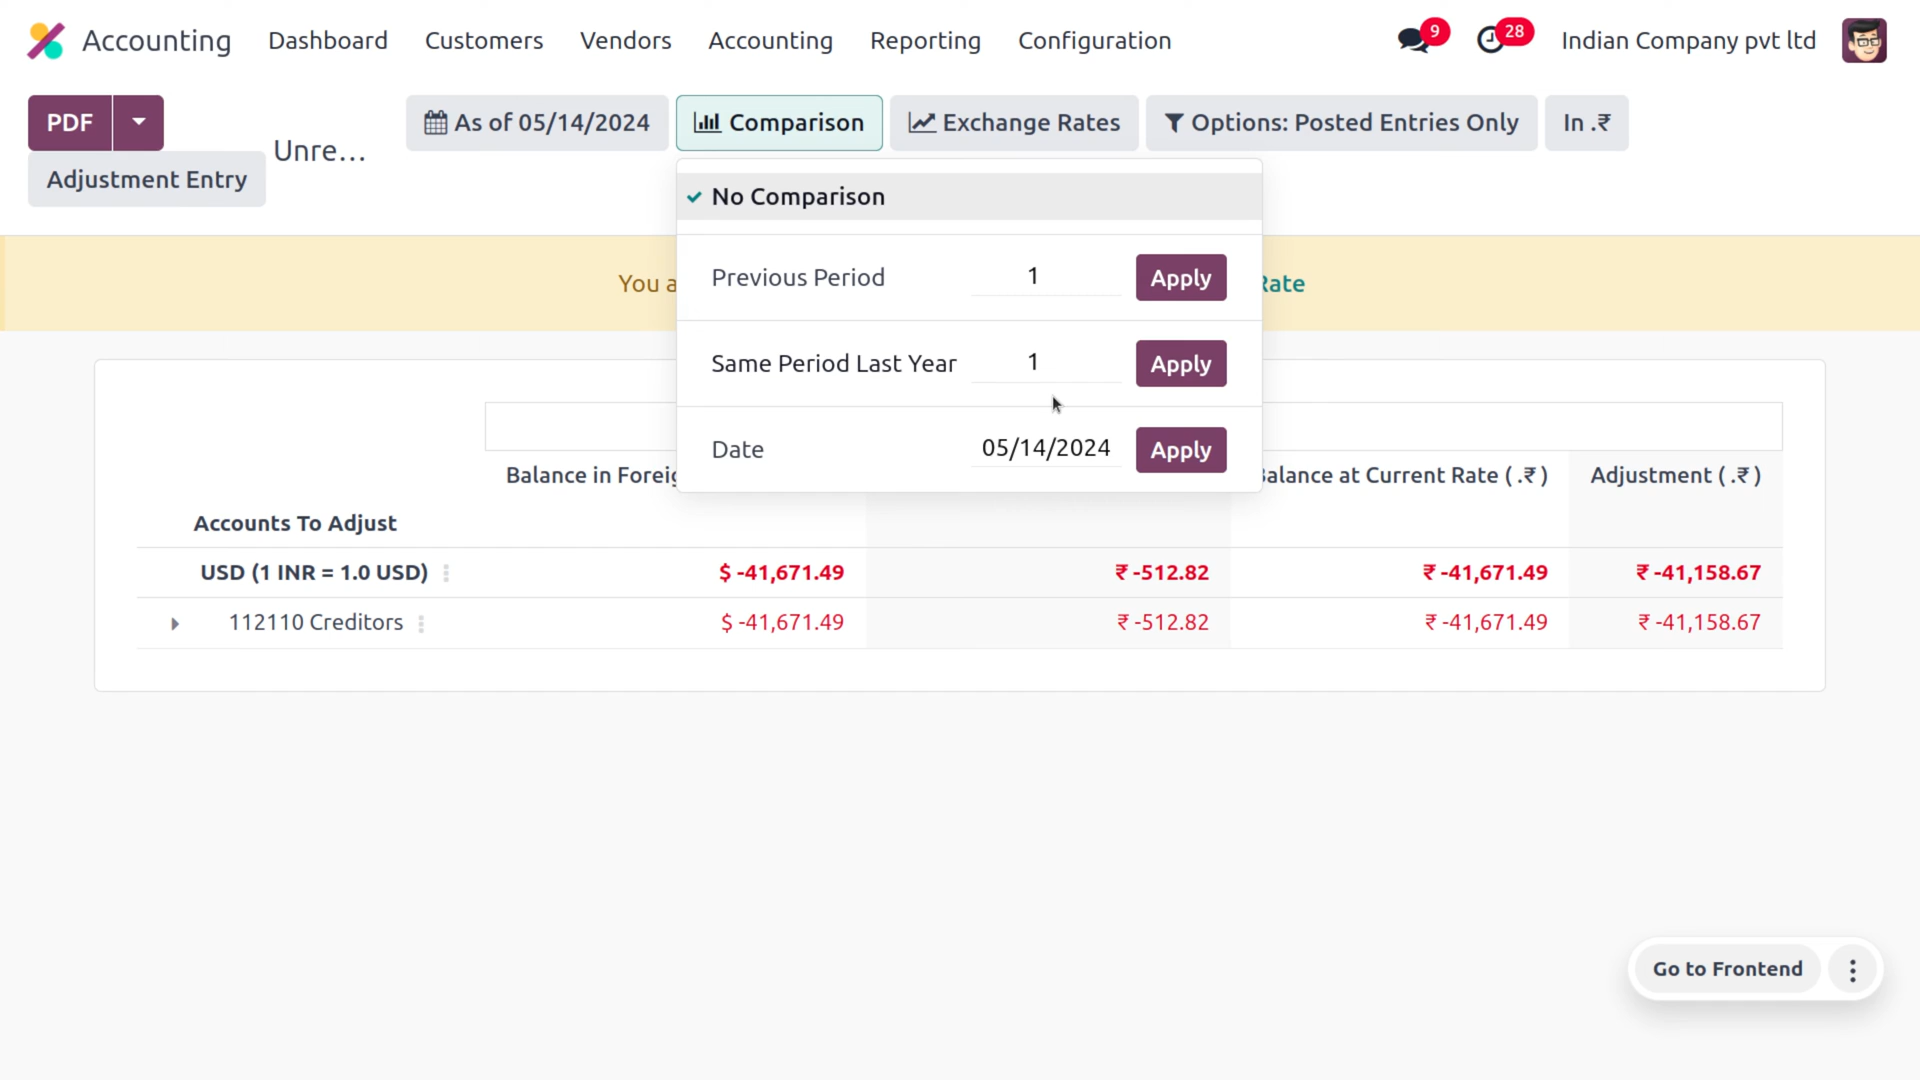 Accounting Dashboard Customers Vendors Accounting Reporting Configuration 9 28 Indian Company pvt ltd
PDF As of 05/14/2024 Comparison Exchange Rates Options: Posted Entries Only In .₹
Unre...
Adjustment Entry
No Comparison
Previous Period 1 Apply
You Rate
Same Period Last Year 1 Apply
Date 05/14/2024 Apply
Balance in at Current Rate (.₹) Adjustment (.₹)
Accounts To Adjust
USD (1 INR = 1.0 USD) $ -41,671.49 ₹ -512.82 ₹ -41,671.49 ₹ -41,158.67
112110 Creditors $ -41,671.49 ₹ -512.82 ₹ -41,671.49 ₹ -41,158.67
Go to Frontend